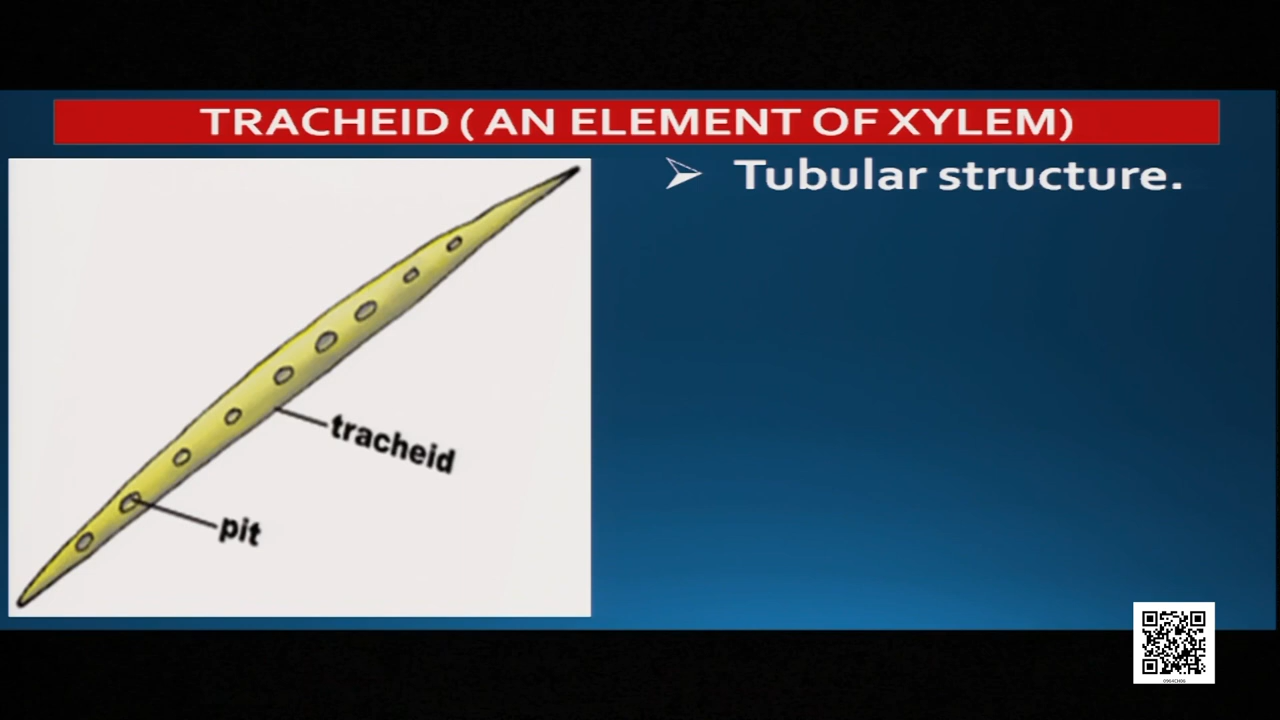 TRACHEID ( AN ELEMENT OF XYLEM)
Tubular structure.
tracheid
pit